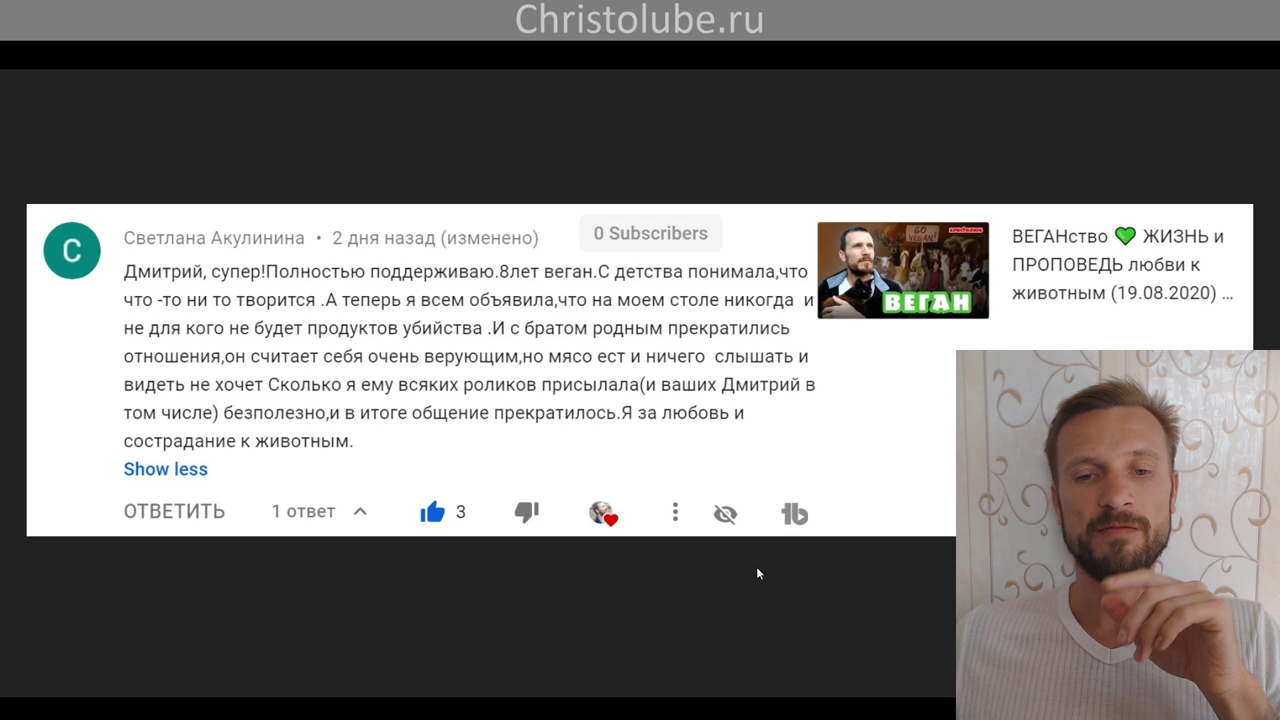 Christolube.ru
С
Светлана Акулинина • 2 дня назад (изменено)
0 Subscribers
Дмитрий, супер!Полностью поддерживаю.8лет веган.С детства понимала,что
что -то ни то творится .А теперь я всем объявила,что на моем столе никогда и
не для кого не будет продуктов убийства .И с братом родным прекратились
отношения,он считает себя очень верующим,но мясо ест и ничего слышать и
видеть не хочет Сколько я ему всяких роликов присылала(и ваших Дмитрий в
том числе) безполезно,и в итоге общение прекратилось.Я за любовь и
сострадание к животным.
Show less
ОТВЕТИТЬ 1 ответ 3
GO
VEGAN!
ХРИСТОЛЮБ
ВЕГАН
ВЕГАНство 💚 ЖИЗНЬ и
ПРОПОВЕДЬ любви к
животным (19.08.2020) ...